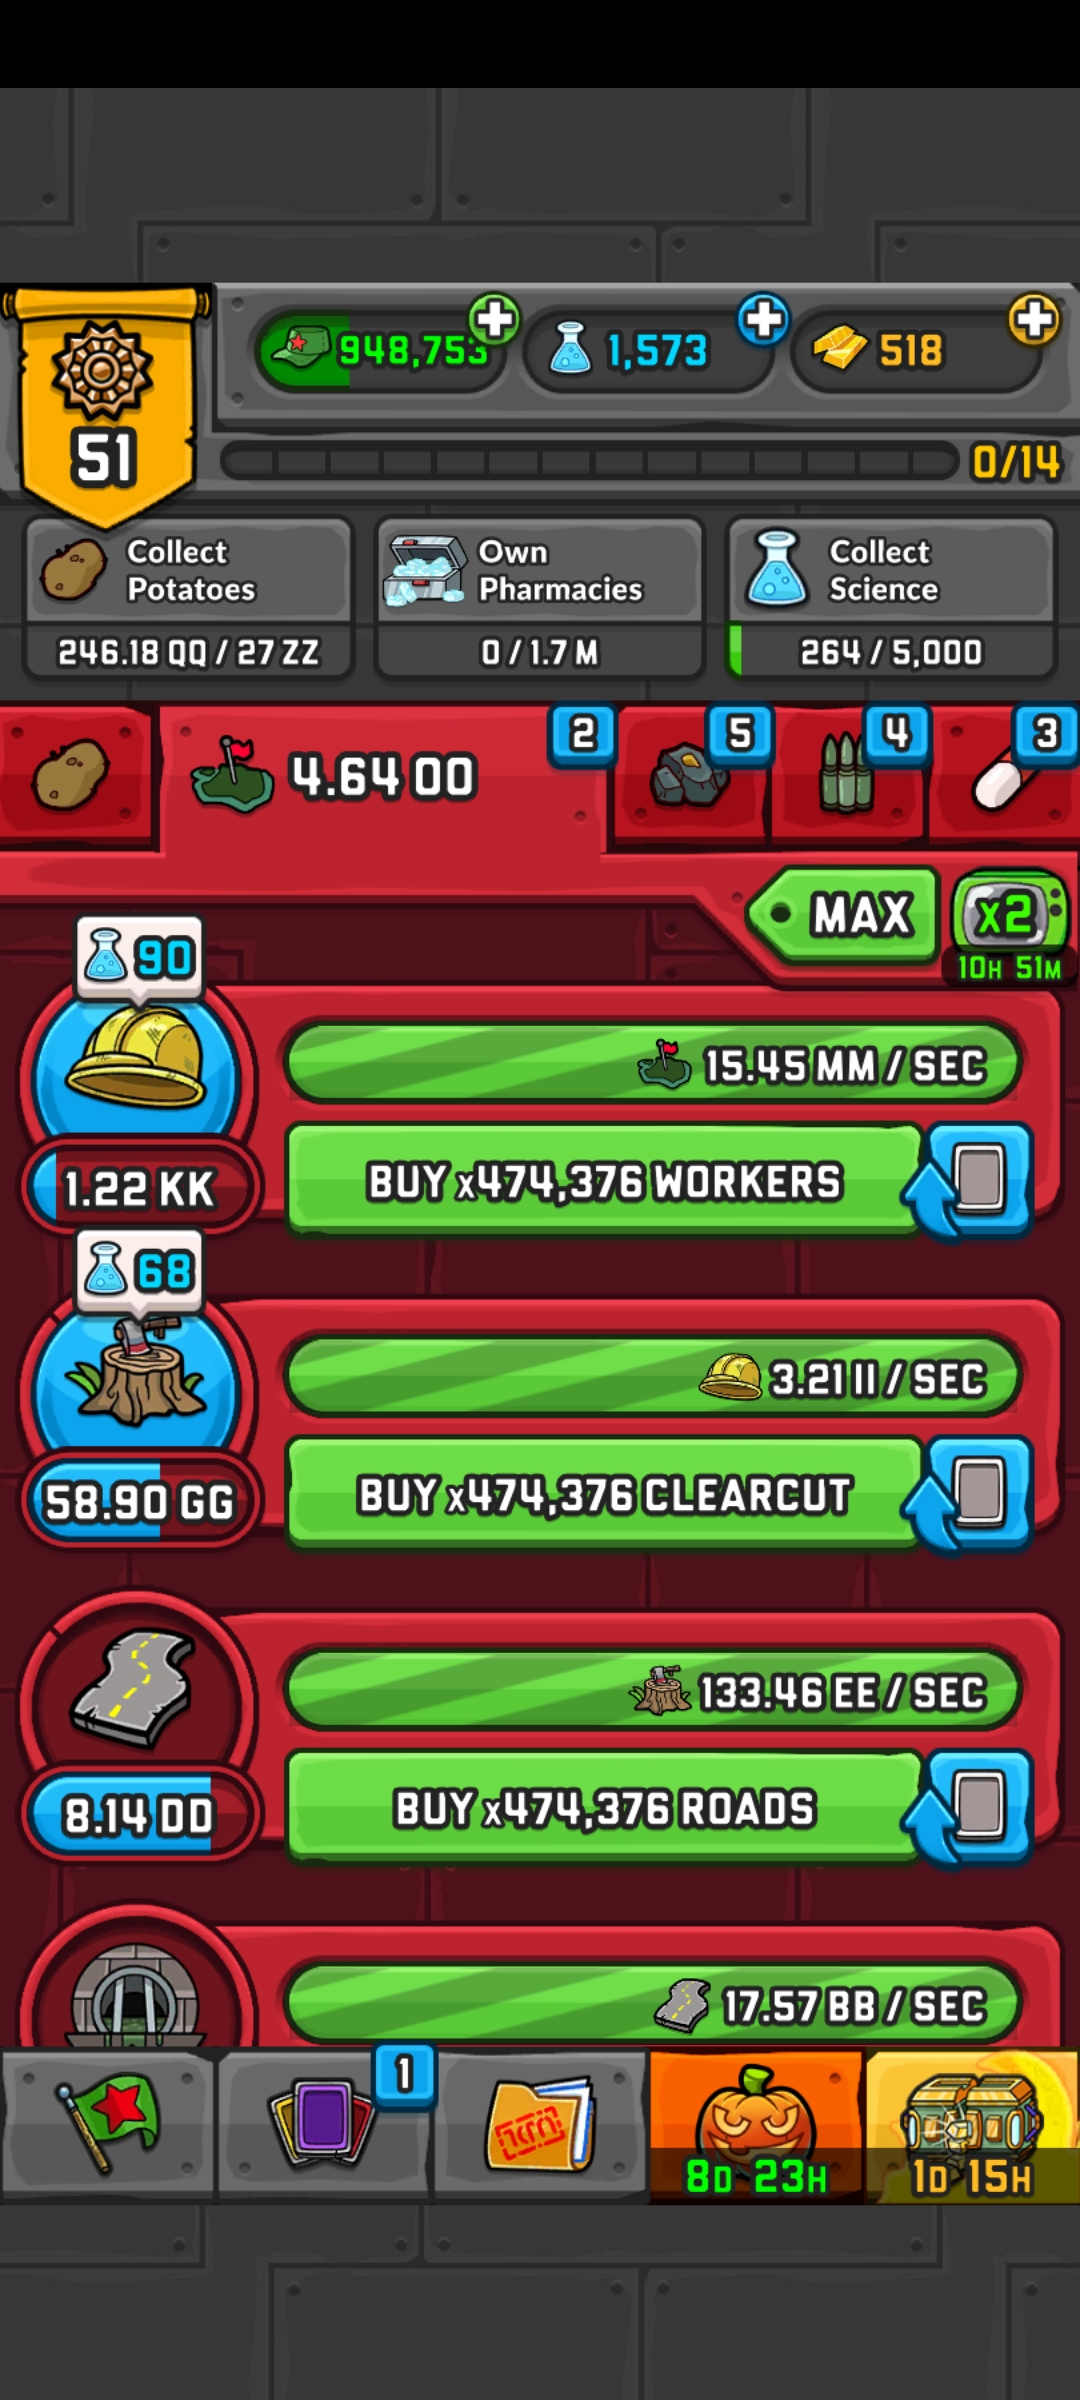 948,753
1,573
518
51
0/14
Collect
Potatoes
246.18 QQ / 27 ZZ
Own
Pharmacies
0 / 1.7 M
Collect
Science
264 / 5,000
4.64 OO
2
5
4
3
MAX
x2
10H 51M
90
15.45 MM / SEC
1.22 KK
BUY x474,376 WORKERS
68
3.21 II / SEC
58.90 GG
BUY x474,376 CLEARCUT
133.46 EE / SEC
8.14 DD
BUY x474,376 ROADS
17.57 BB / SEC
1
8D 23H
1D 15H